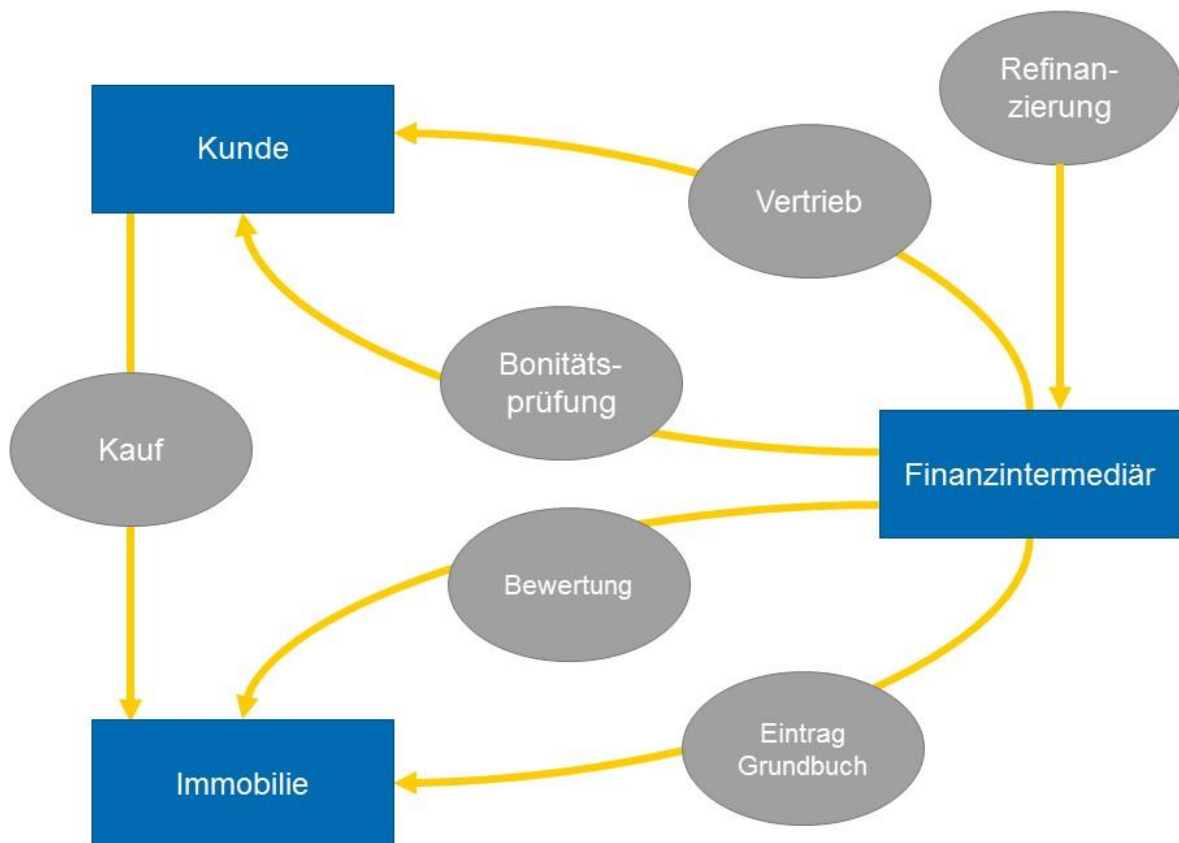 Refinan-
zierung
Kunde
Vertrieb
Bonitäts-
prüfung
Kauf
Finanzintermediär
Bewertung
Eintrag
Grundbuch
Immobilie